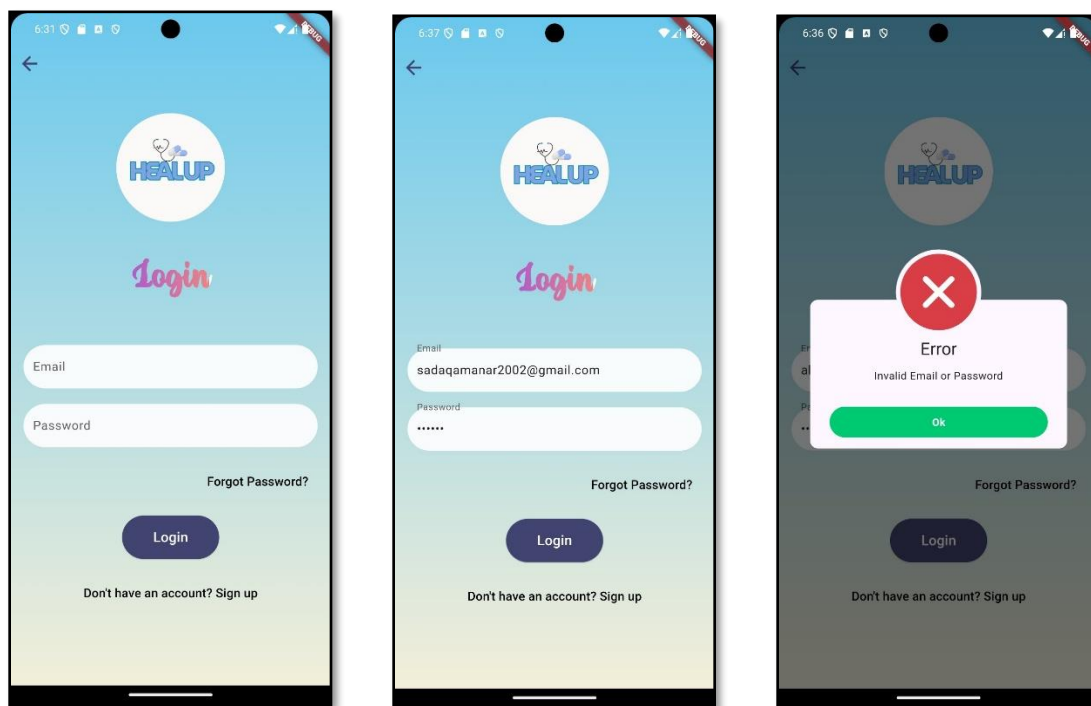 6:31
DEBUG
HEALUP
Login
Email
Password
Forgot Password?
Login
Don't have an account? Sign up
6:37
DEBUG
HEALUP
Login
Email
sadaqamanar2002@gmail.com
Password
••••••
Forgot Password?
Login
Don't have an account? Sign up
6:36
DEBUG
HEALUP
Error
Invalid Email or Password
Ok
Forgot Password?
Login
Don't have an account? Sign up